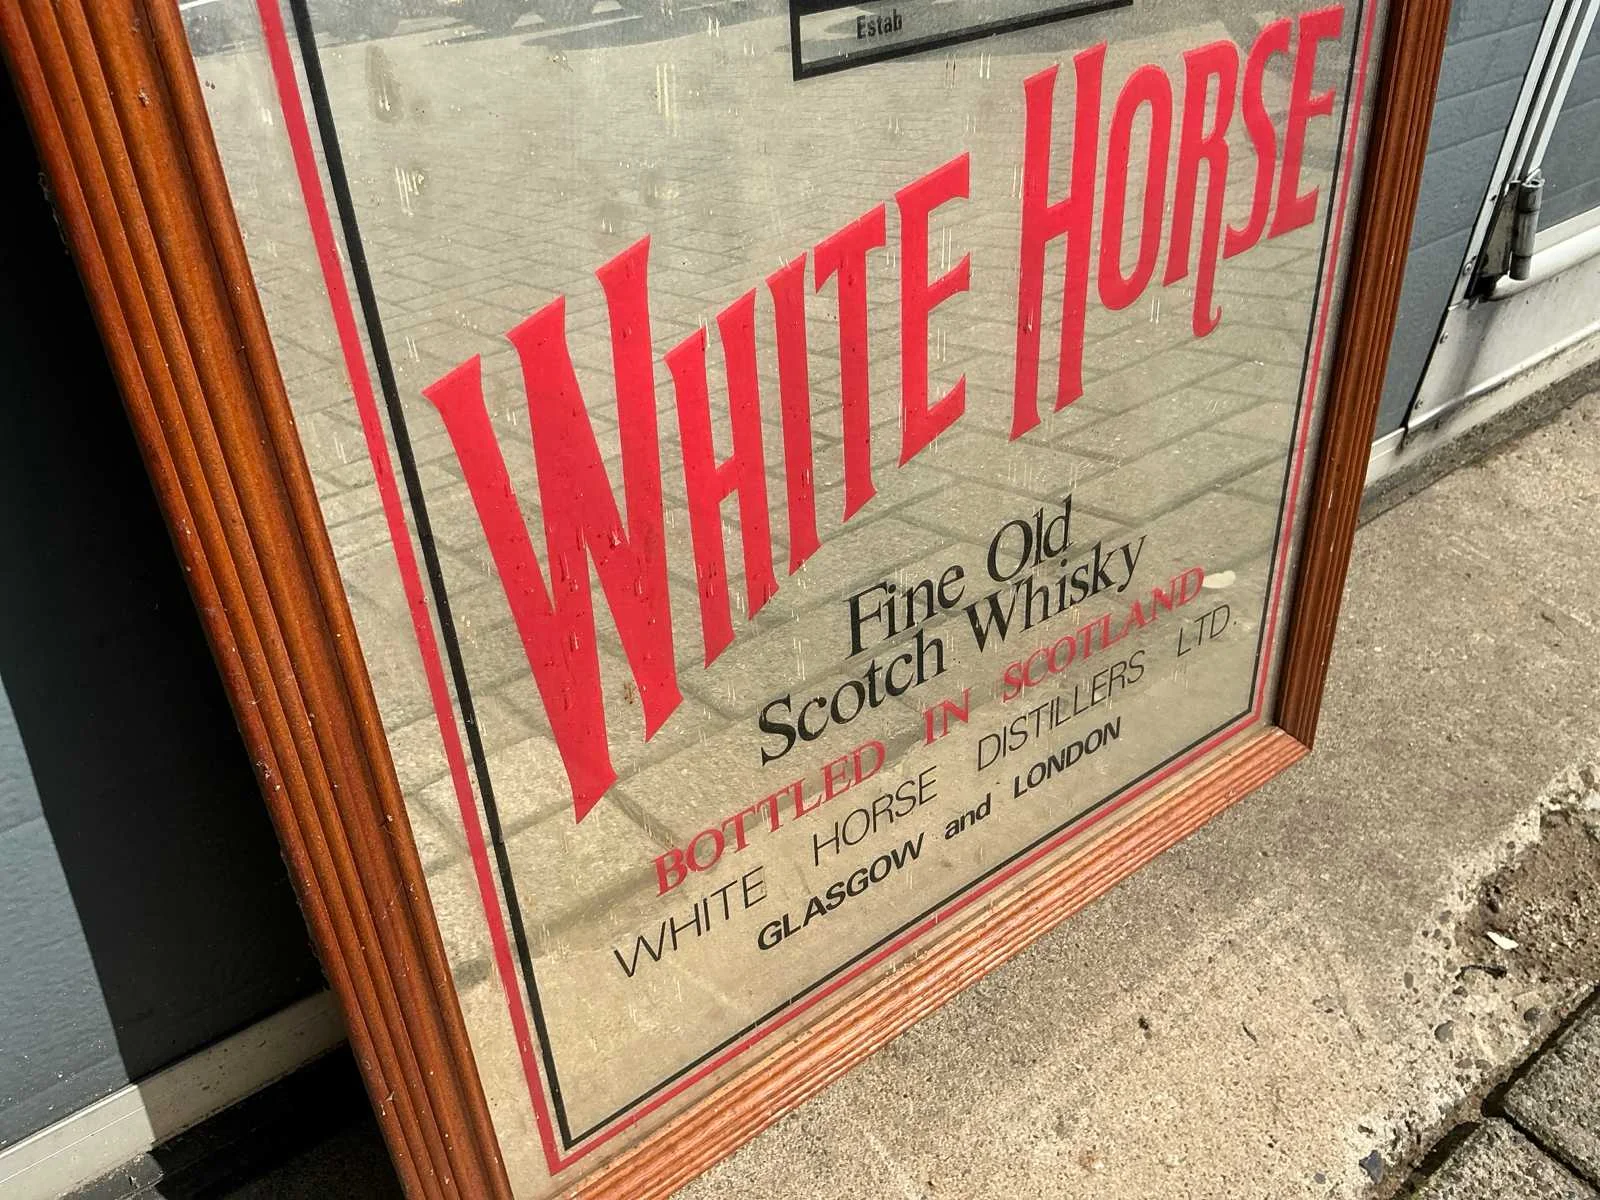 Estab
WHITE HORSE
Fine Old
Scotch Whisky
BOTTLED IN SCOTLAND
WHITE HORSE DISTILLERS LTD.
GLASGOW and LONDON